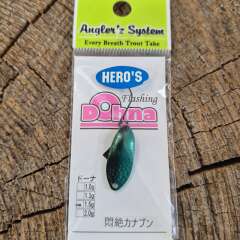 Angler'z System
Every Breath Trout Take
HERO'S
Flashing
Dohna
ドーナ
1.0g
1.3g
1.5g
2.0g
悶絶カナブン